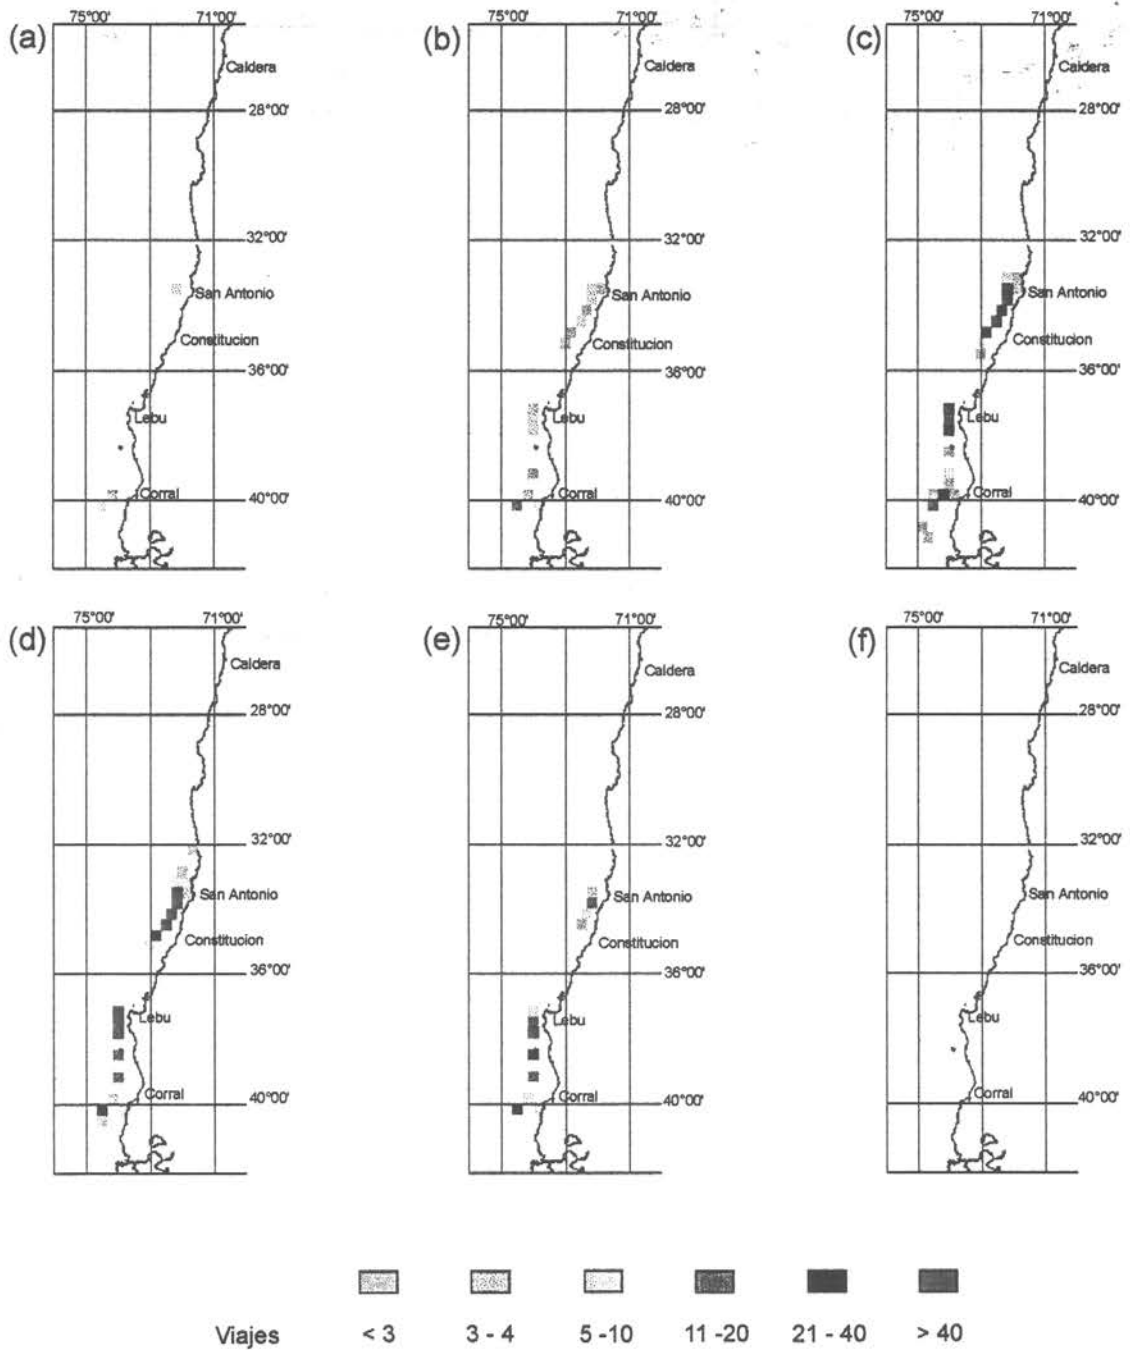 (a) 75°00' 71°00'
Caldera
28°00'
32°00'
San Antonio
Constitucion
36°00'
Lebu
Corral
40°00'
(b) 75°00' 71°00'
Caldera
28°00'
32°00'
San Antonio
Constitucion
36°00'
Lebu
Corral
40°00'
(c) 75°00' 71°00'
Caldera
28°00'
32°00'
San Antonio
Constitucion
36°00'
Lebu
Corral
40°00'
(d) 75°00' 71°00'
Caldera
28°00'
32°00'
San Antonio
Constitucion
36°00'
Lebu
Corral
40°00'
(e) 75°00' 71°00'
Caldera
28°00'
32°00'
San Antonio
Constitucion
36°00'
Lebu
Corral
40°00'
(f) 75°00' 71°00'
Caldera
28°00'
32°00'
San Antonio
Constitucion
36°00'
Lebu
Corral
40°00'
Viajes < 3 3 - 4 5 -10 11 -20 21 - 40 > 40